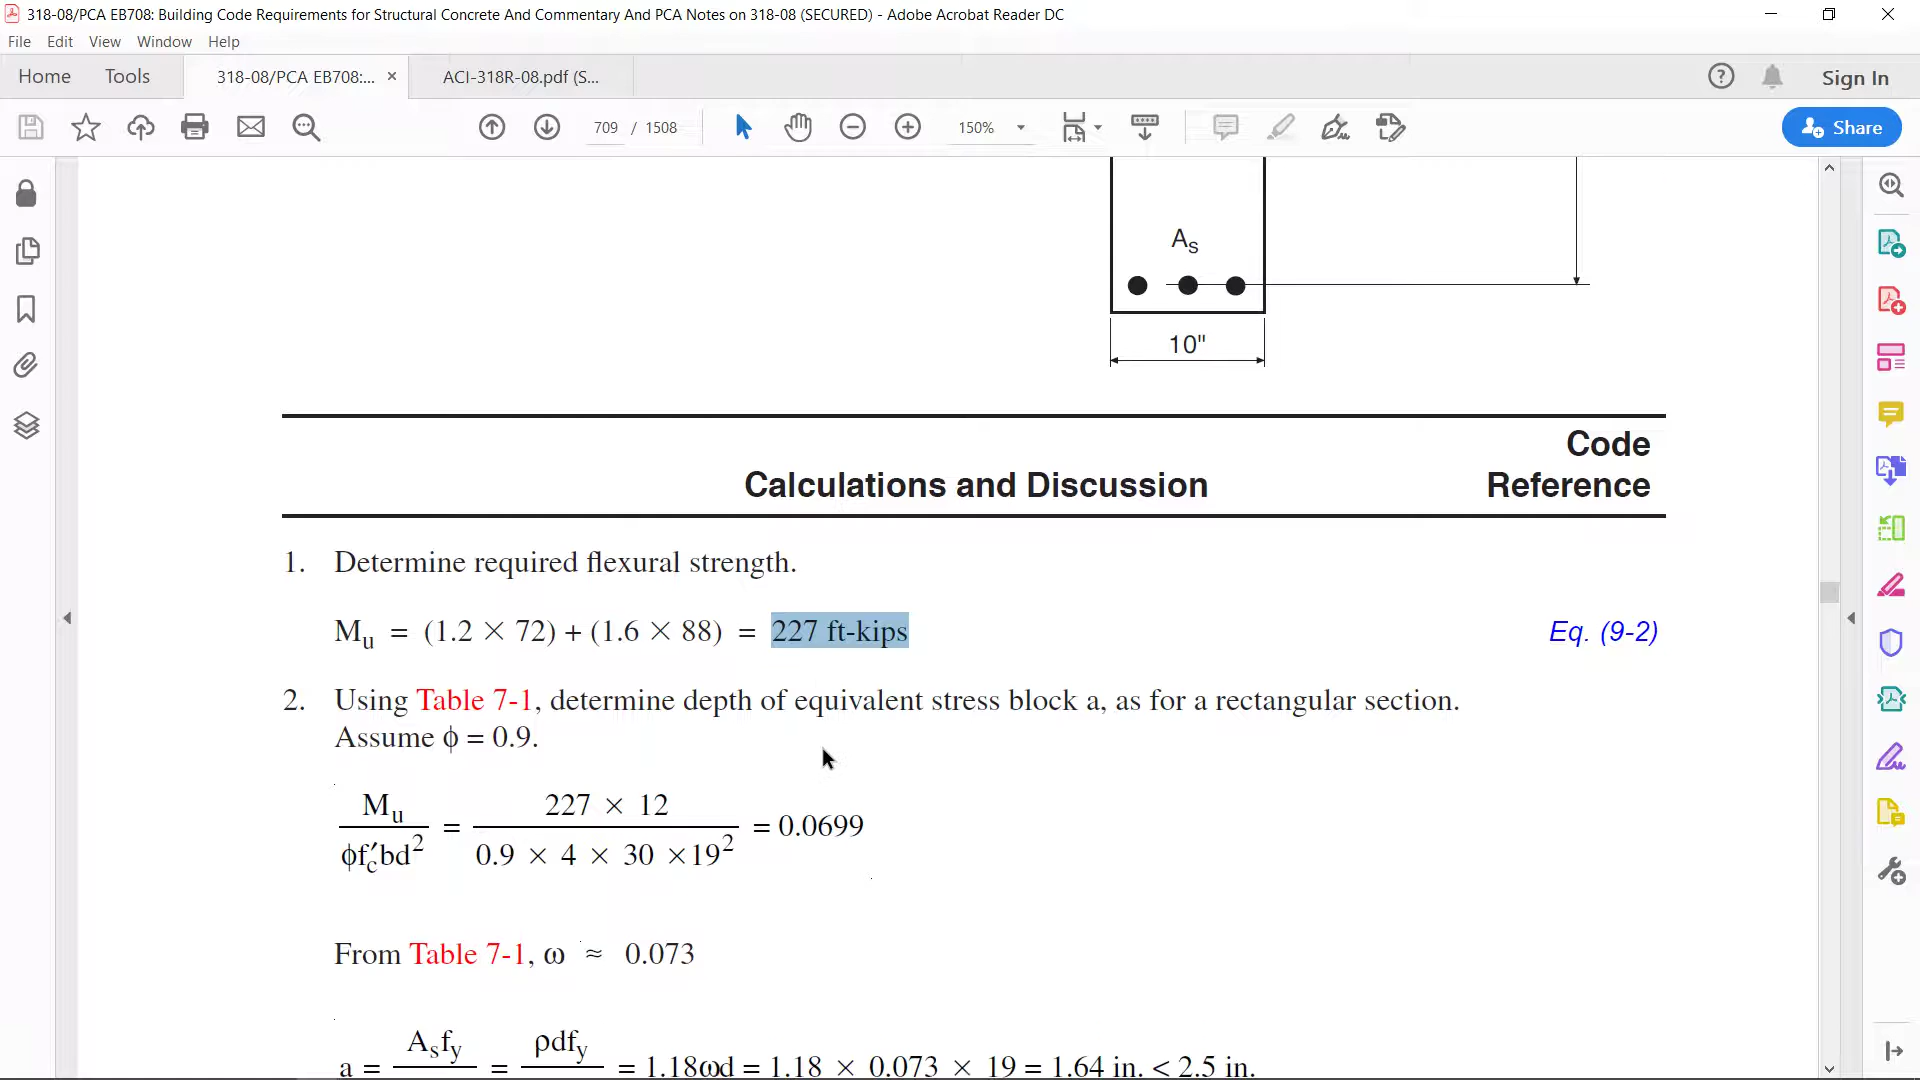 318-08/PCA EB708: Building Code Requirements for Structural Concrete And Commentary And PCA Notes on 318-08 (SECURED) - Adobe Acrobat Reader DC
File Edit View Window Help
Home Tools 318-08/PCA EB708:... × ACI-318R-08.pdf (S... Sign In
709 / 1508 150% Share
As
10"
Code
Calculations and Discussion Reference
1. Determine required flexural strength.
Mu = (1.2 × 72) + (1.6 × 88) = 227 ft-kips Eq. (9-2)
2. Using Table 7-1, determine depth of equivalent stress block a, as for a rectangular section.
Assume ϕ = 0.9.
Mu / ϕf′cbd² = 227 × 12 / 0.9 × 4 × 30 ×19² = 0.0699
From Table 7-1, ω ≈ 0.073
a = Asfy = ρdfy = 1.18ωd = 1.18 × 0.073 × 19 = 1.64 in. < 2.5 in.